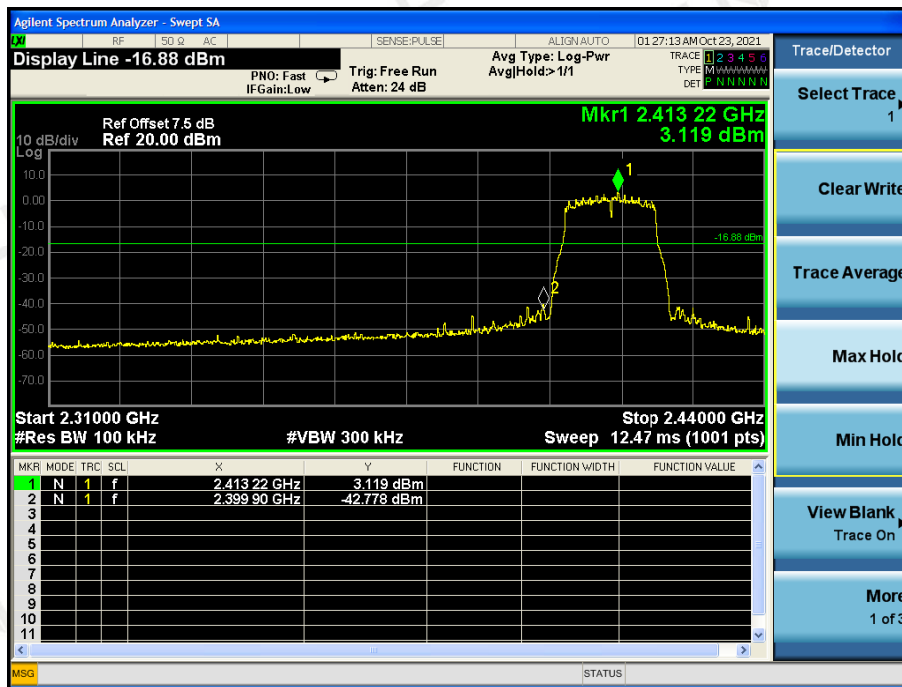 Agilent Spectrum Analyzer - Swept SA
LXI RF 50 Ω AC SENSE:PULSE ALIGN AUTO 01:27:13 AM Oct 23, 2021
Display Line -16.88 dBm
PNO: Fast
IFGain:Low
Trig: Free Run
Atten: 24 dB
Avg Type: Log-Pwr
Avg|Hold:>1/1
TRACE 1 2 3 4 5 6
TYPE MWWWWW
DET P N N N N N
Mkr1 2.413 22 GHz
3.119 dBm
Ref Offset 7.5 dB
10 dB/div Ref 20.00 dBm
Log
10.0
0.00
-10.0
-20.0
-30.0
-40.0
-50.0
-60.0
-70.0
1
-16.88 dBm
2
Start 2.31000 GHz Stop 2.44000 GHz
#Res BW 100 kHz #VBW 300 kHz Sweep 12.47 ms (1001 pts)
MKR MODE TRC SCL X Y FUNCTION FUNCTION WIDTH FUNCTION VALUE
1 N 1 f 2.413 22 GHz 3.119 dBm
2 N 1 f 2.399 90 GHz -42.778 dBm
3
4
5
6
7
8
9
10
11
MSG STATUS
Trace/Detector
Select Trace
1
Clear Write
Trace Average
Max Hold
Min Hold
View Blank
Trace On
More
1 of 3